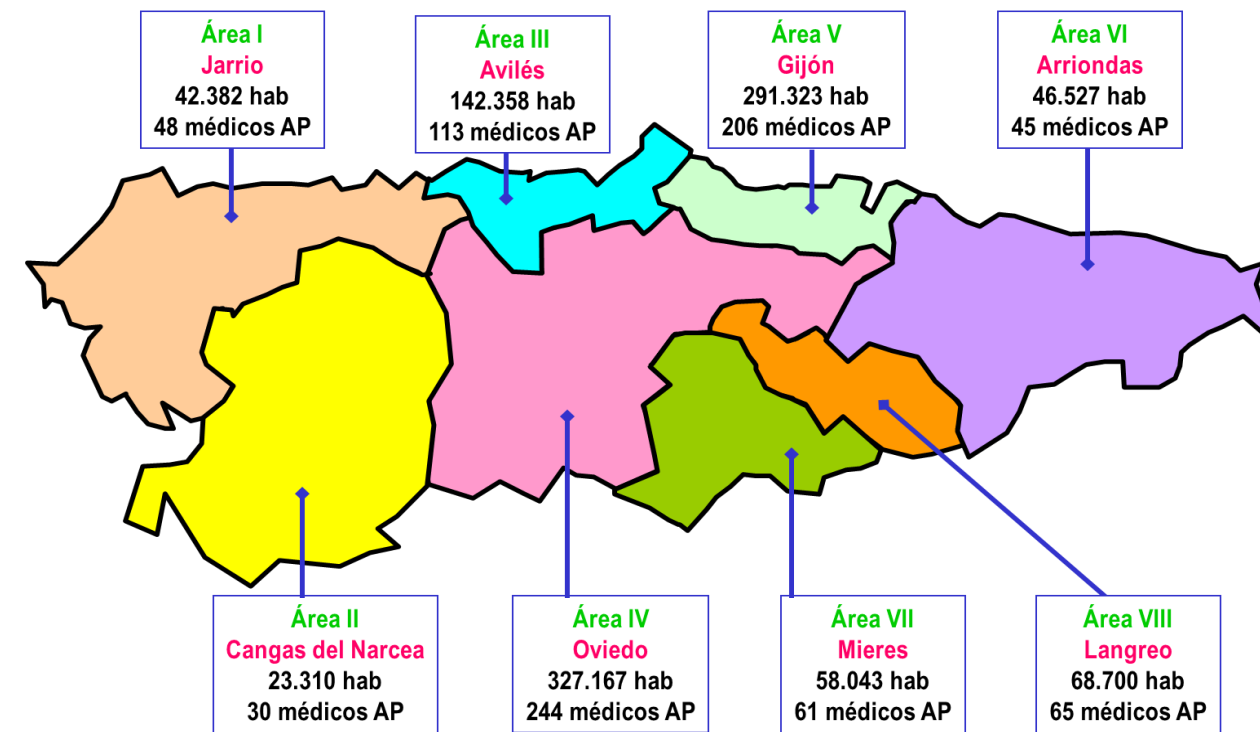 Área I
Jarrio
42.382 hab
48 médicos AP
Área III
Avilés
142.358 hab
113 médicos AP
Área V
Gijón
291.323 hab
206 médicos AP
Área VI
Arriondas
46.527 hab
45 médicos AP
Área II
Cangas del Narcea
23.310 hab
30 médicos AP
Área IV
Oviedo
327.167 hab
244 médicos AP
Área VII
Mieres
58.043 hab
61 médicos AP
Área VIII
Langreo
68.700 hab
65 médicos AP